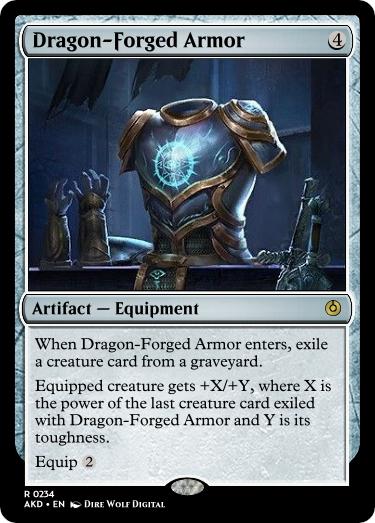 Dragon-Forged Armor 4
Artifact — Equipment
When Dragon-Forged Armor enters, exile
a creature card from a graveyard.
Equipped creature gets +X/+Y, where X is
the power of the last creature card exiled
with Dragon-Forged Armor and Y is its
toughness.
Equip 2
R 0234
AKD • EN DIRE WOLF DIGITAL